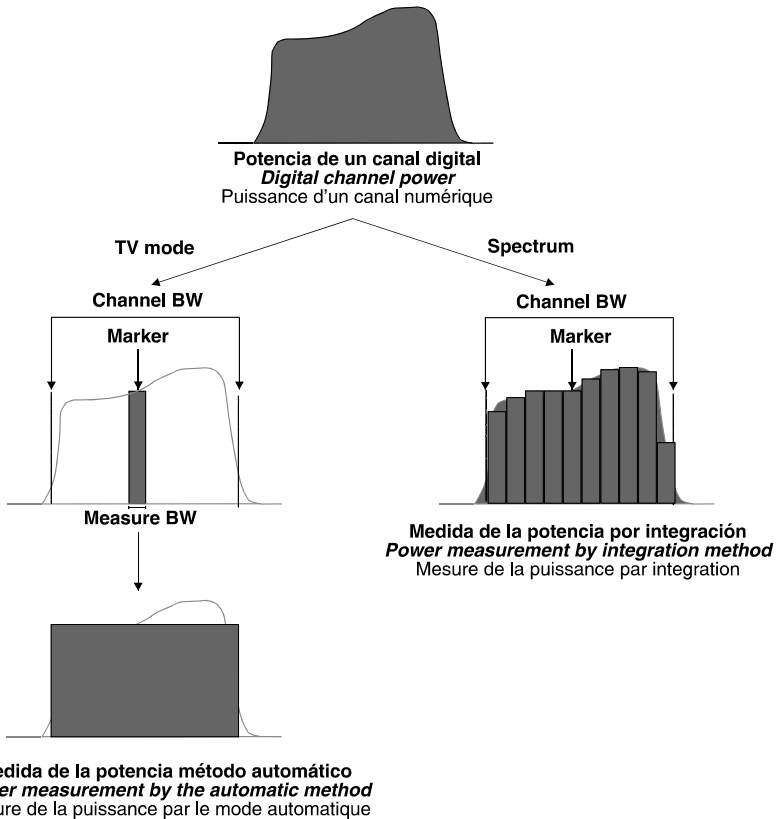 Potencia de un canal digital
Digital channel power
Puissance d'un canal numérique
TV mode
Spectrum
Channel BW
Marker
Channel BW
Marker
Measure BW
Medida de la potencia por integración
Power measurement by integration method
Mesure de la puissance par integration
edida de la potencia método automático
er measurement by the automatic method
ure de la puissance par le mode automatique